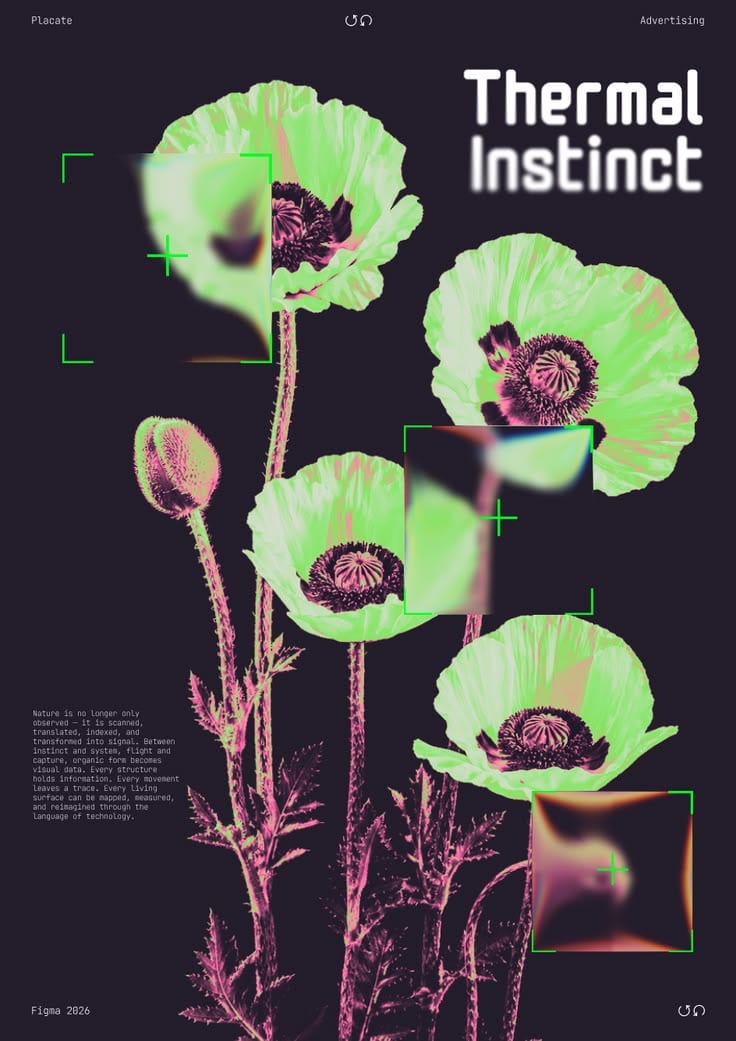 Placate
Advertising
Thermal
Instinct
Nature is no longer only
observed — it is scanned,
translated, indexed, and
transformed into signal. Between
instinct and system, flight and
capture, organic form becomes
visual data. Every structure
holds information. Every movement
leaves a trace. Every living
surface can be mapped, measured,
and reimagined through the
language of technology.
Figma 2026